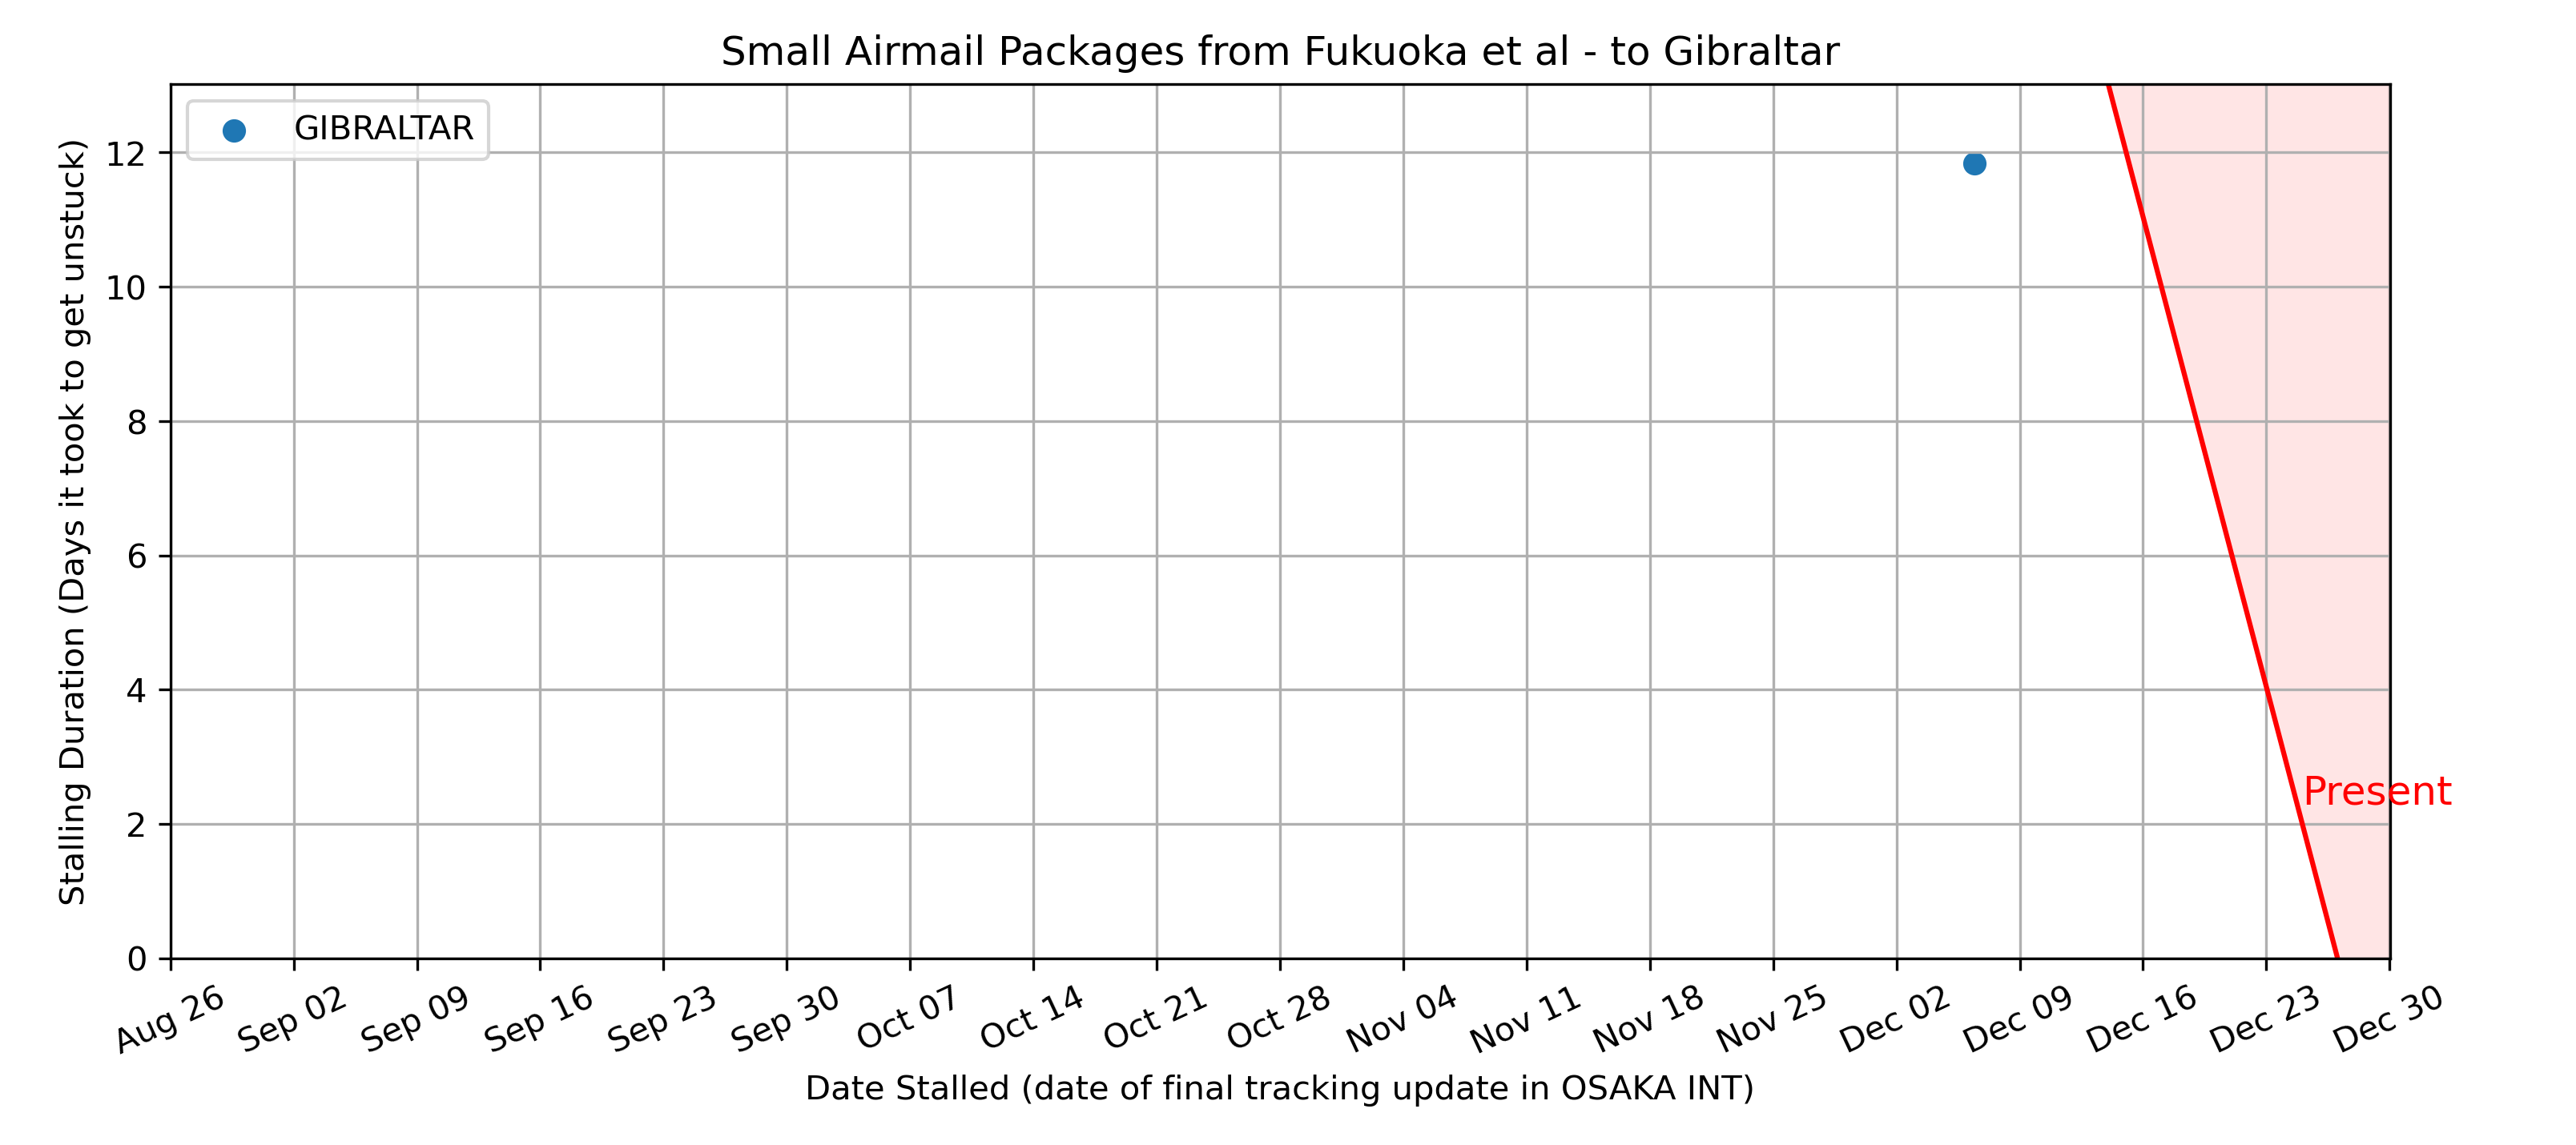 Small Airmail Packages from Fukuoka et al - to Gibraltar
GIBRALTAR
Stalling Duration (Days it took to get unstuck)
12
10
8
6
4
2
0
Present
Aug 26
Sep 02
Sep 09
Sep 16
Sep 23
Sep 30
Oct 07
Oct 14
Oct 21
Oct 28
Nov 04
Nov 11
Nov 18
Nov 25
Dec 02
Dec 09
Dec 16
Dec 23
Dec 30
Date Stalled (date of final tracking update in OSAKA INT)